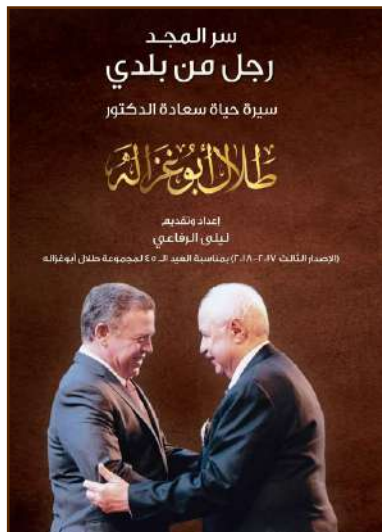 سر المجد
رجل من بلدي
سيرة حياة سعادة الدكتور
طلال أبوغزاله
إعداد وتقديم
ليلى الرفاعي
(الإصدار الثالث ٢٠١٧-٢٠١٨) بمناسبة العيد الـ ٤٥ لمجموعة طلال أبوغزاله